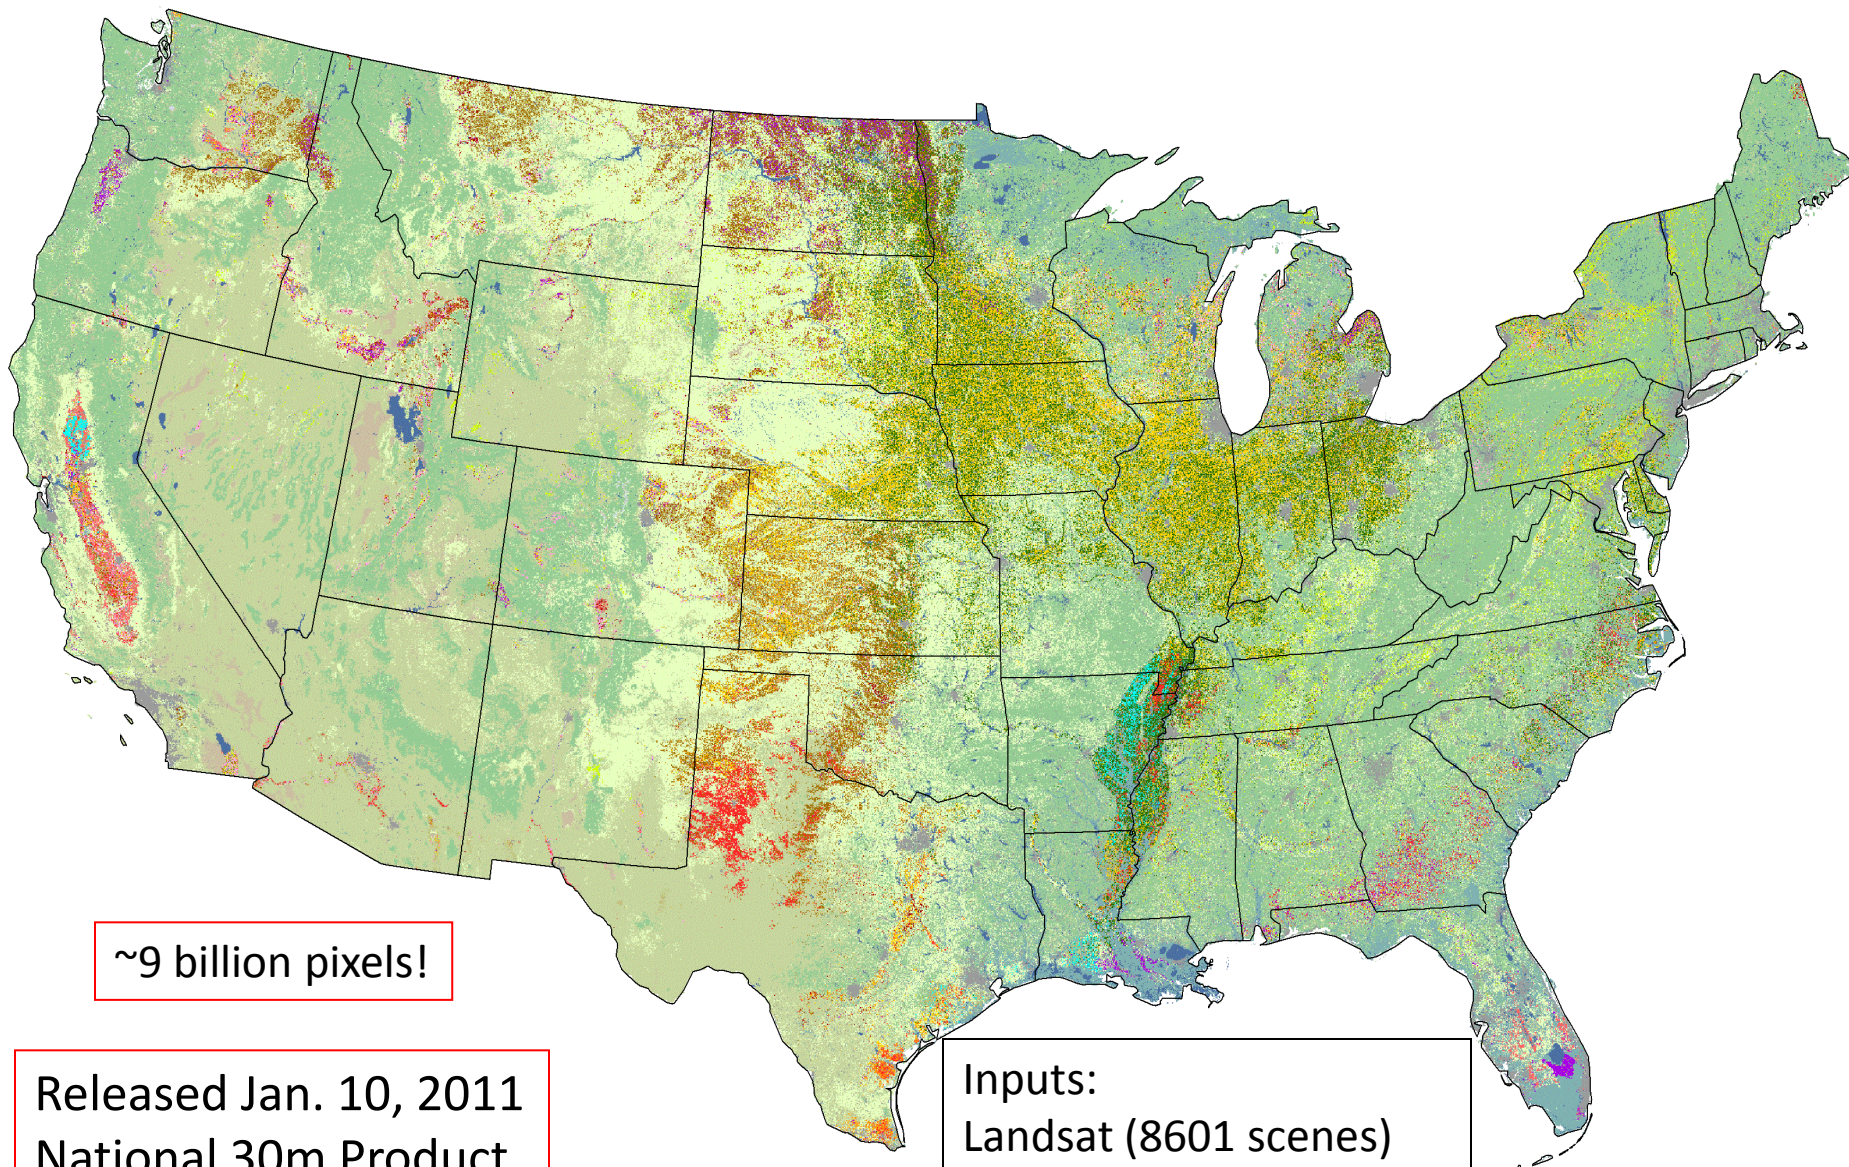 ~9 billion pixels!
Released Jan. 10, 2011
National 30m Product
Inputs:
Landsat (8601 scenes)